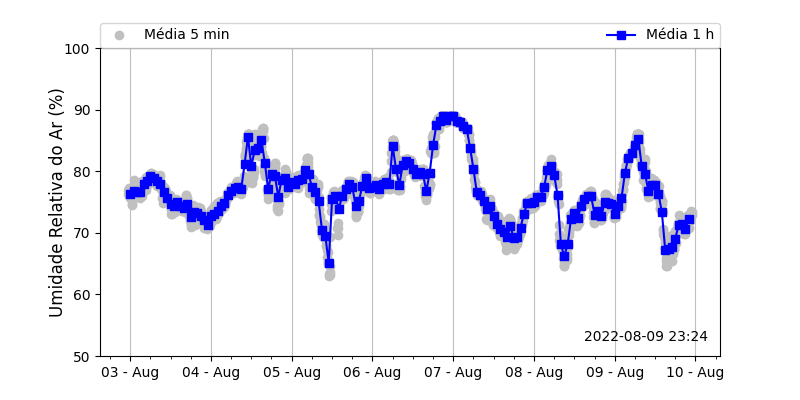 Média 5 min
Média 1 h
Umidade Relativa do Ar (%)
100
90
80
70
60
50
2022-08-09 23:24
03 - Aug
04 - Aug
05 - Aug
06 - Aug
07 - Aug
08 - Aug
09 - Aug
10 - Aug